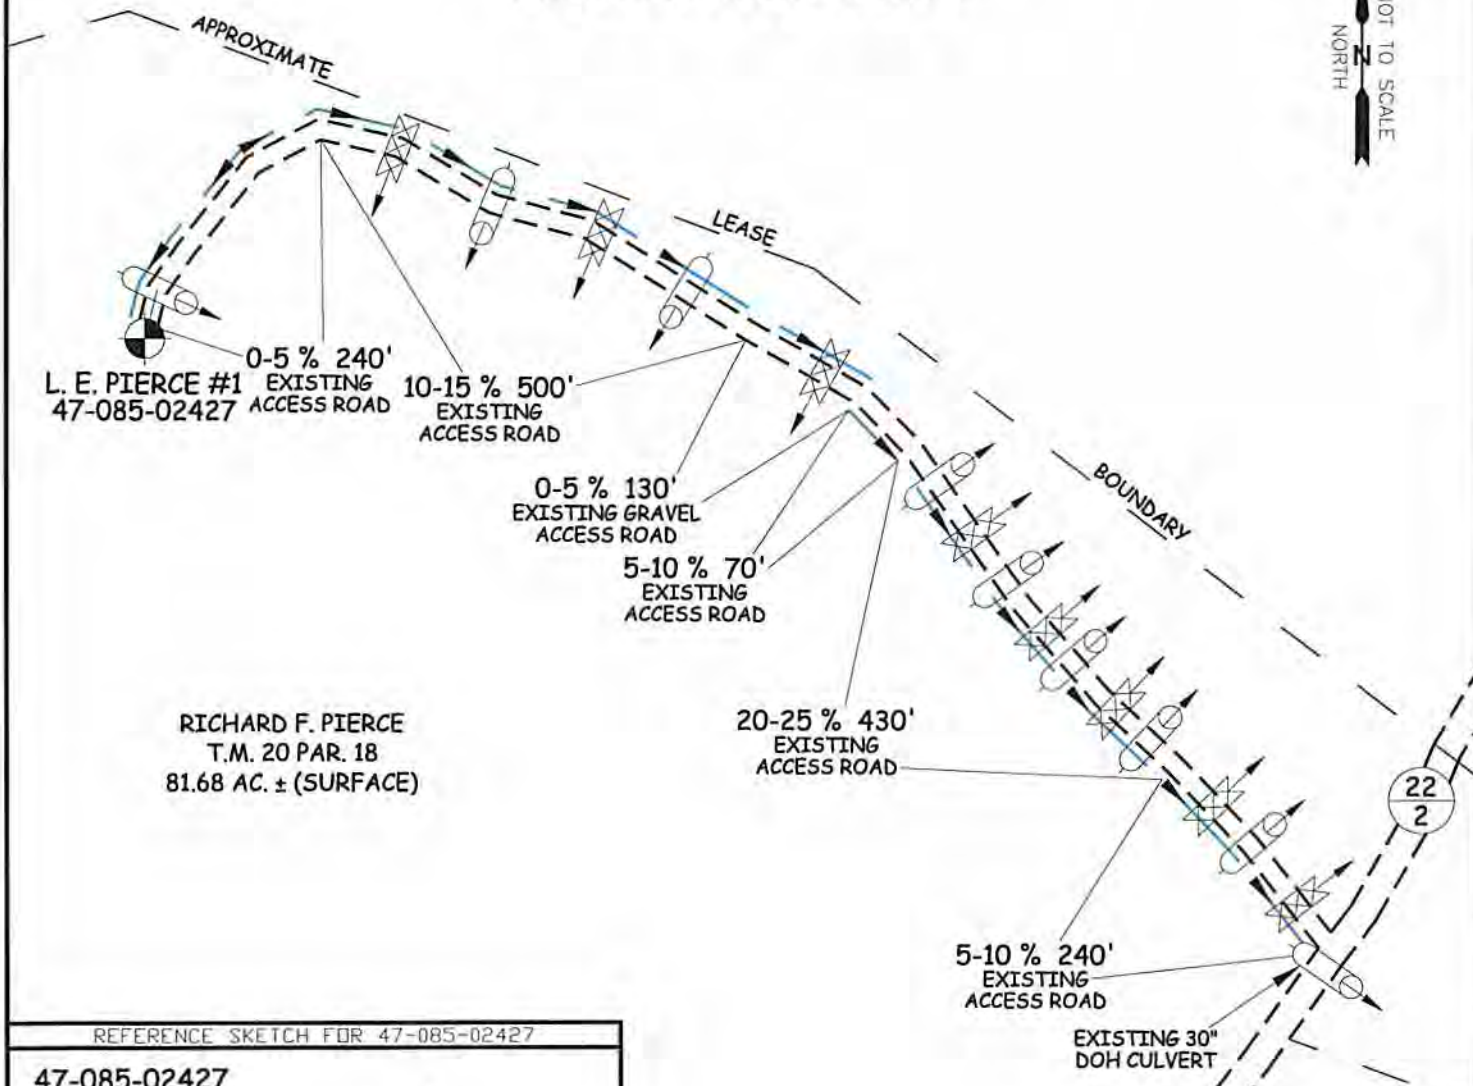 NOT TO SCALE
N
NORTH
APPROXIMATE
LEASE
BOUNDARY
L. E. PIERCE #1
47-085-02427
0-5 % 240'
EXISTING
ACCESS ROAD
10-15 % 500'
EXISTING
ACCESS ROAD
0-5 % 130'
EXISTING GRAVEL
ACCESS ROAD
5-10 % 70'
EXISTING
ACCESS ROAD
20-25 % 430'
EXISTING
ACCESS ROAD
RICHARD F. PIERCE
T.M. 20 PAR. 18
81.68 AC. ± (SURFACE)
22
2
5-10 % 240'
EXISTING
ACCESS ROAD
EXISTING 30"
DOH CULVERT
REFERENCE SKETCH FOR 47-085-02427
47-085-02427